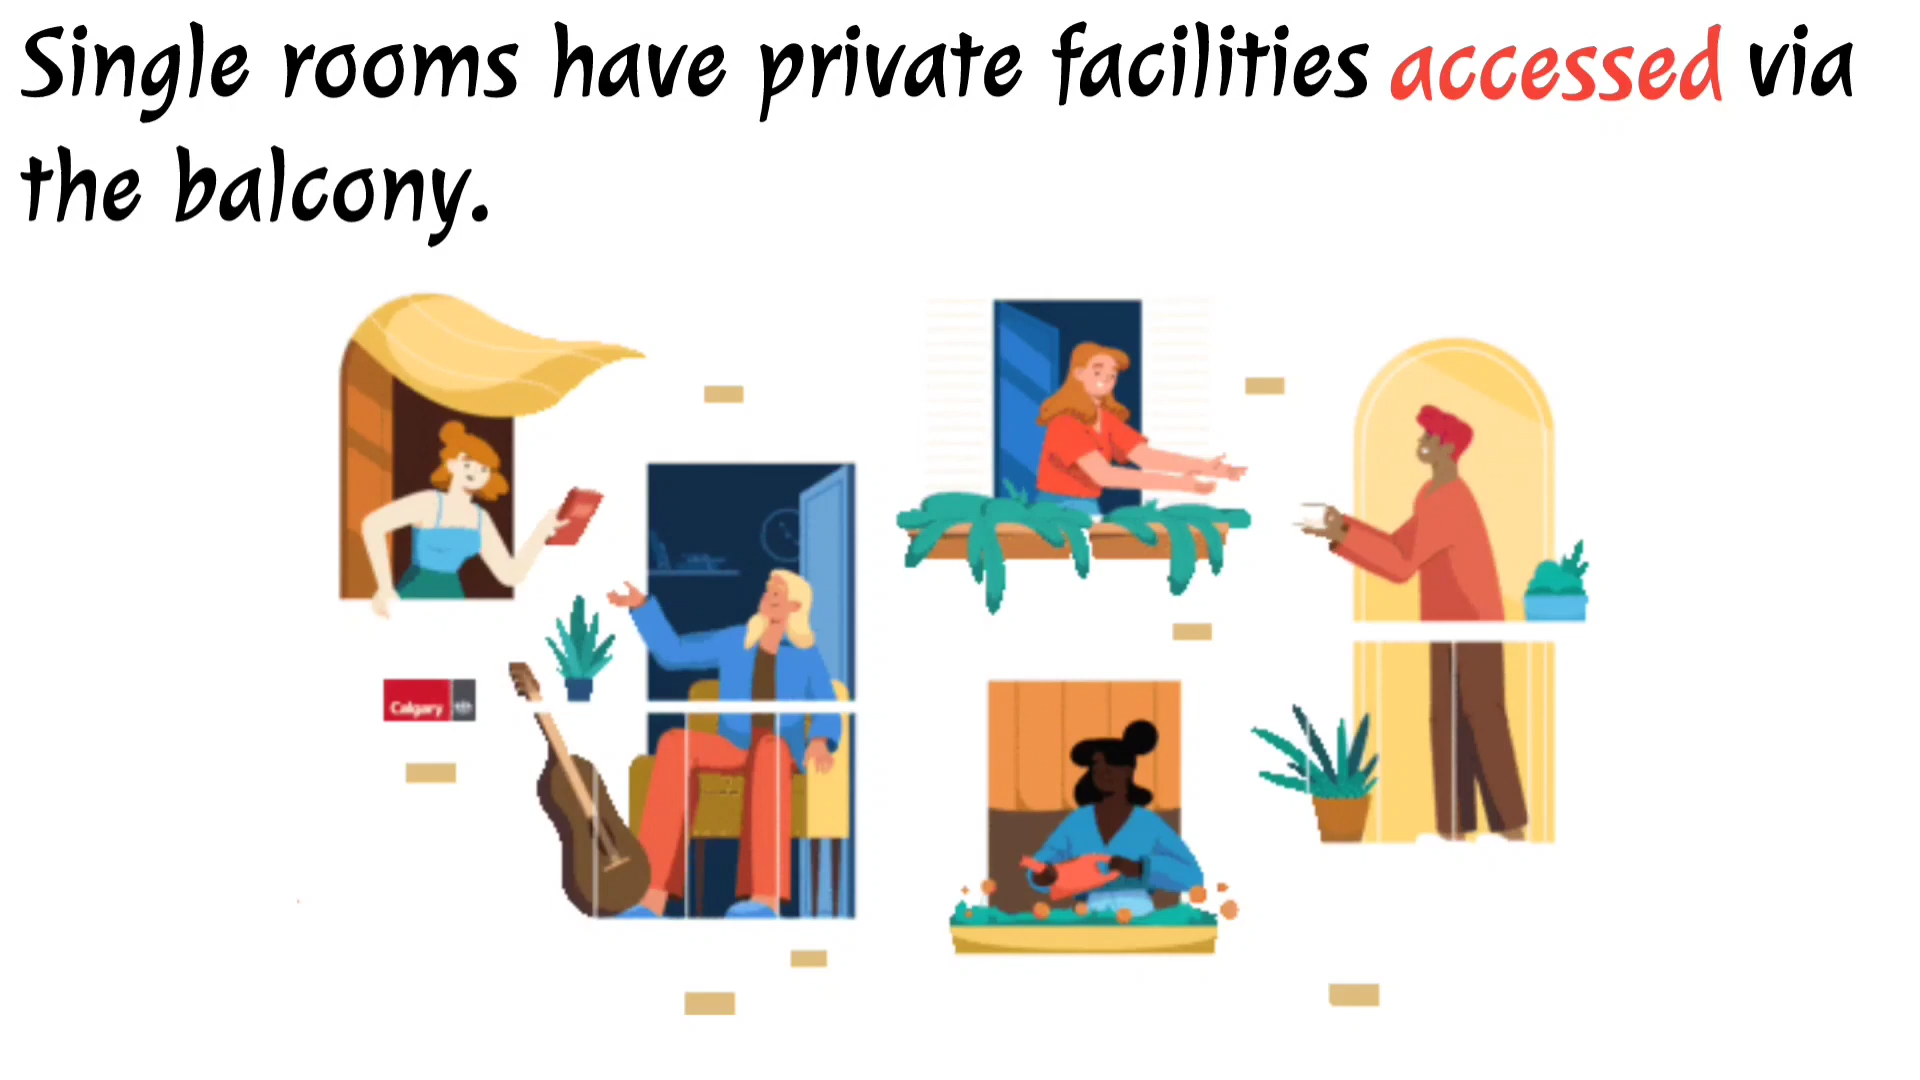 Single rooms have private facilities accessed via
the balcony.
Calgary